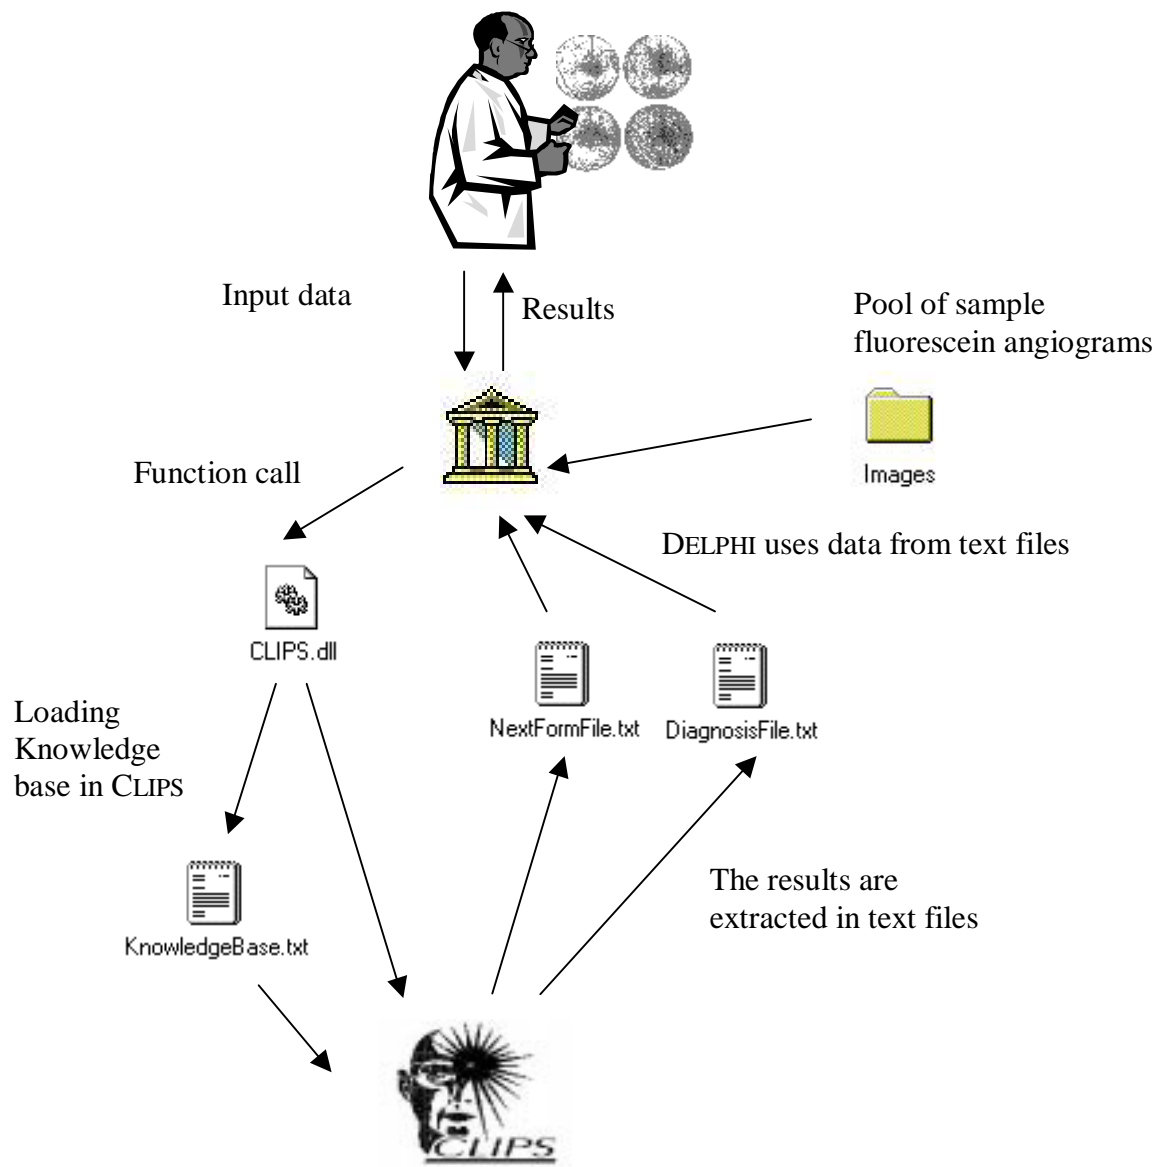 Input data
Results
Pool of sample
fluorescein angiograms
Images
Function call
DELPHI uses data from text files
CLIPS.dll
NextFormFile.txt
DiagnosisFile.txt
Loading
Knowledge
base in CLIPS
The results are
extracted in text files
KnowledgeBase.txt
CLIPS